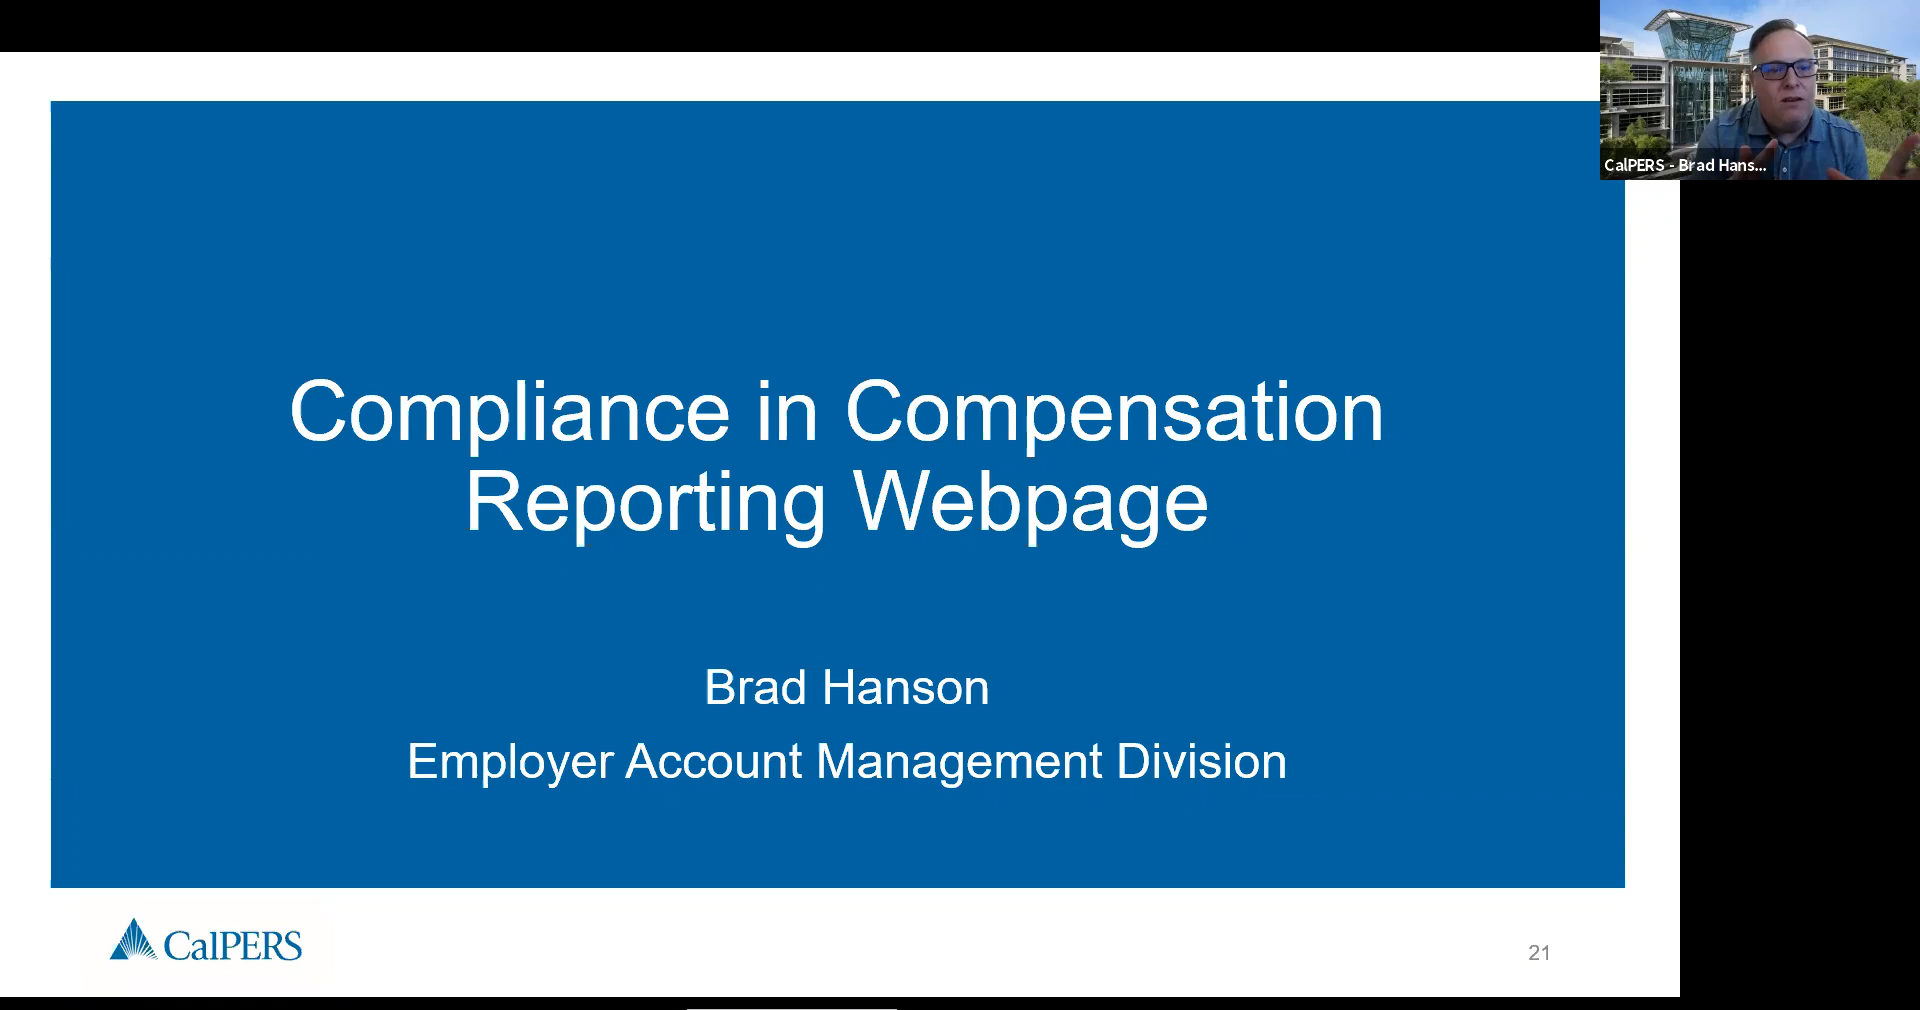 CalPERS - Brad Hans...
Compliance in Compensation
Reporting Webpage
Brad Hanson
Employer Account Management Division
CalPERS
21